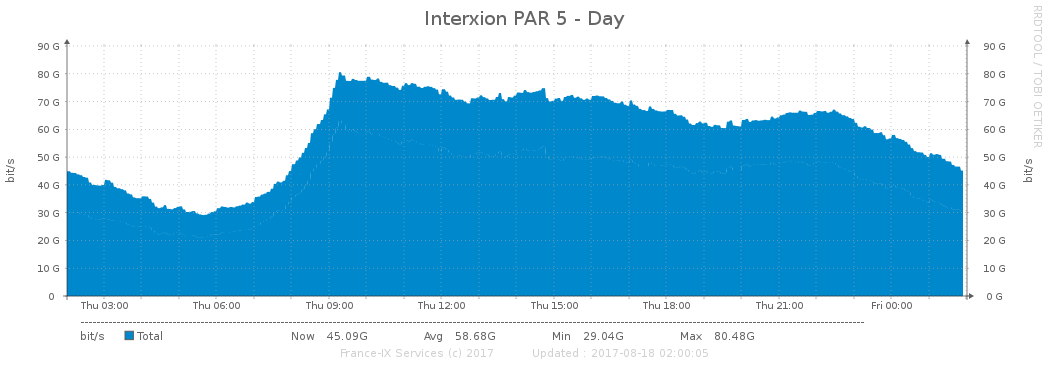 Interxion PAR 5 - Day
RRDTOOL / TOBI OETIKER
90 G 90 G
80 G 80 G
70 G 70 G
60 G 60 G
50 G 50 G
40 G 40 G
30 G 30 G
20 G 20 G
10 G 10 G
0 0 G
bit/s bit/s
Thu 03:00 Thu 06:00 Thu 09:00 Thu 12:00 Thu 15:00 Thu 18:00 Thu 21:00 Fri 00:00
bit/s Total Now 45.09G Avg 58.68G Min 29.04G Max 80.48G
France-IX Services (c) 2017 Updated : 2017-08-18 02:00:05